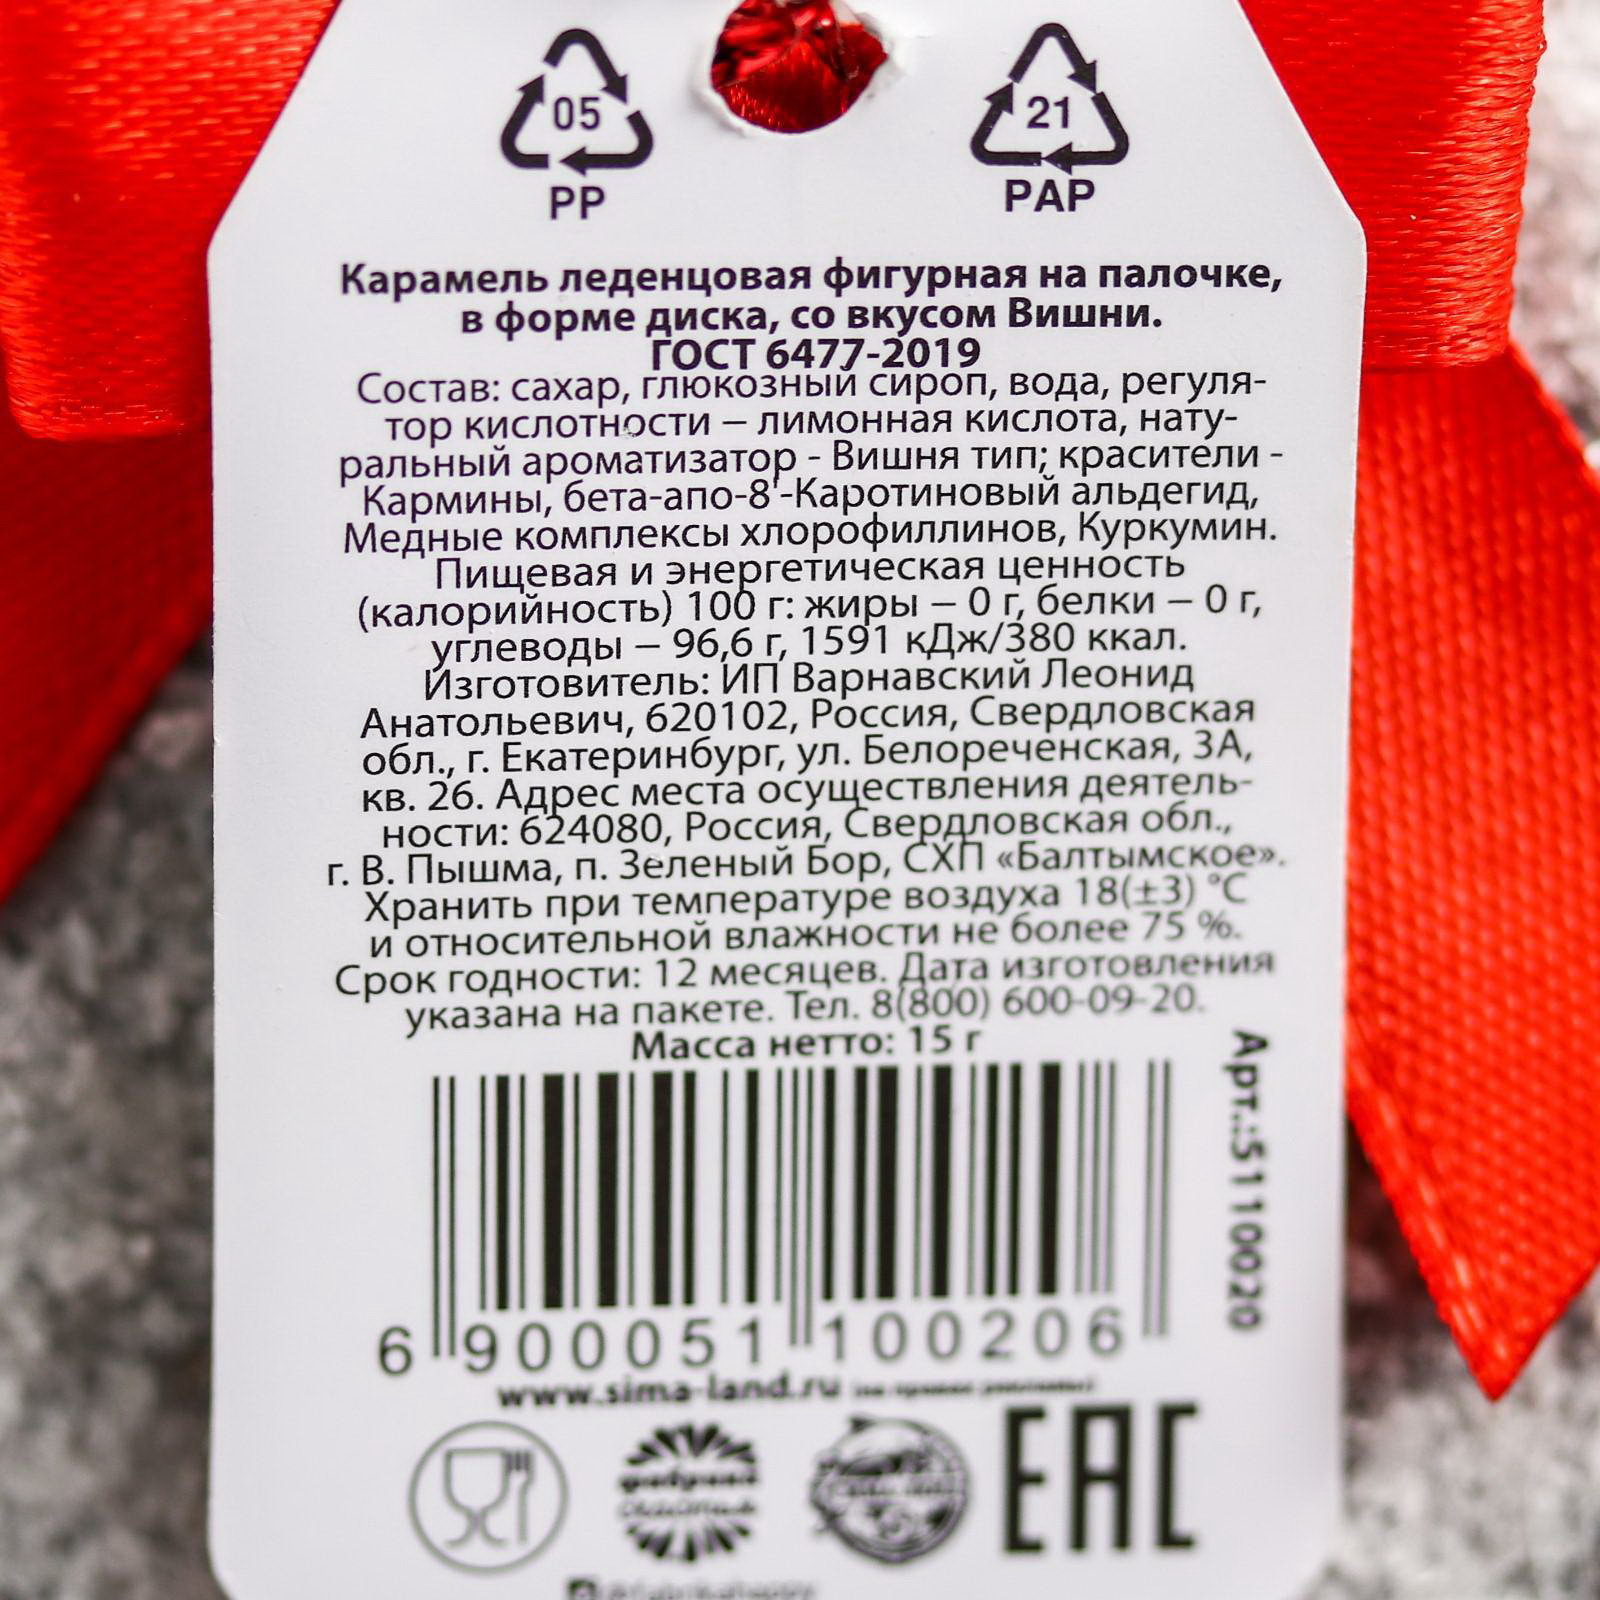 05
PP
21
PAP
Карамель леденцовая фигурная на палочке,
в форме диска, со вкусом Вишни.
ГОСТ 6477-2019
Состав: сахар, глюкозный сироп, вода, регуля-
тор кислотности – лимонная кислота, нату-
ральный ароматизатор - Вишня тип; красители -
Кармины, бета-апо-8'-Каротиновый альдегид,
Медные комплексы хлорофиллинов, Куркумин.
Пищевая и энергетическая ценность
(калорийность) 100 г: жиры – 0 г, белки – 0 г,
углеводы – 96,6 г, 1591 кДж/380 ккал.
Изготовитель: ИП Варнавский Леонид
Анатольевич, 620102, Россия, Свердловская
обл., г. Екатеринбург, ул. Белореченская, 3А,
кв. 26. Адрес места осуществления деятель-
ности: 624080, Россия, Свердловская обл.,
г. В. Пышма, п. Зеленый Бор, СХП «Балтымское».
Хранить при температуре воздуха 18(±3) °С
и относительной влажности не более 75 %.
Срок годности: 12 месяцев. Дата изготовления
указана на пакете. Тел. 8(800) 600-09-20.
Масса нетто: 15 г
Арт.:5110020
6 900051 100206
www.sima-land.ru (на правах рекламы)
фабрика счастья
EAC